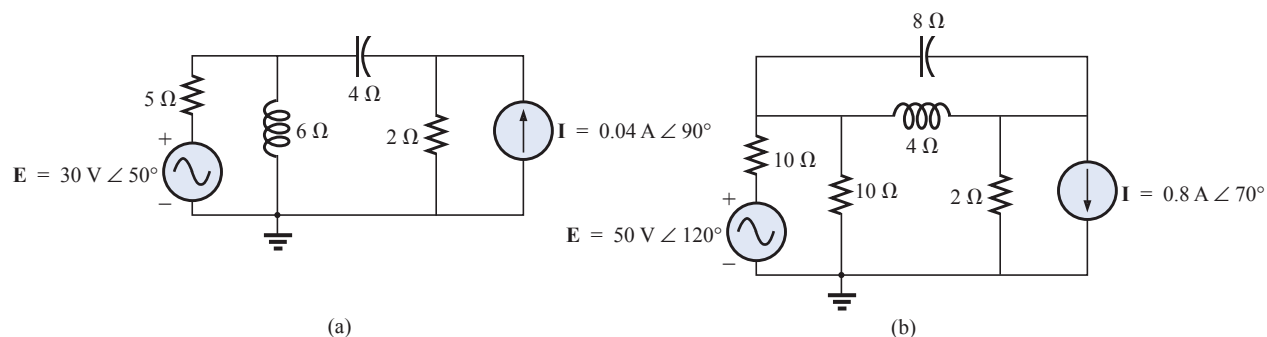 5 Ω
+
E = 30 V ∠ 50°
–
6 Ω
4 Ω
2 Ω
I = 0.04 A ∠ 90°
(a)
8 Ω
4 Ω
10 Ω
10 Ω
2 Ω
+
E = 50 V ∠ 120°
–
I = 0.8 A ∠ 70°
(b)